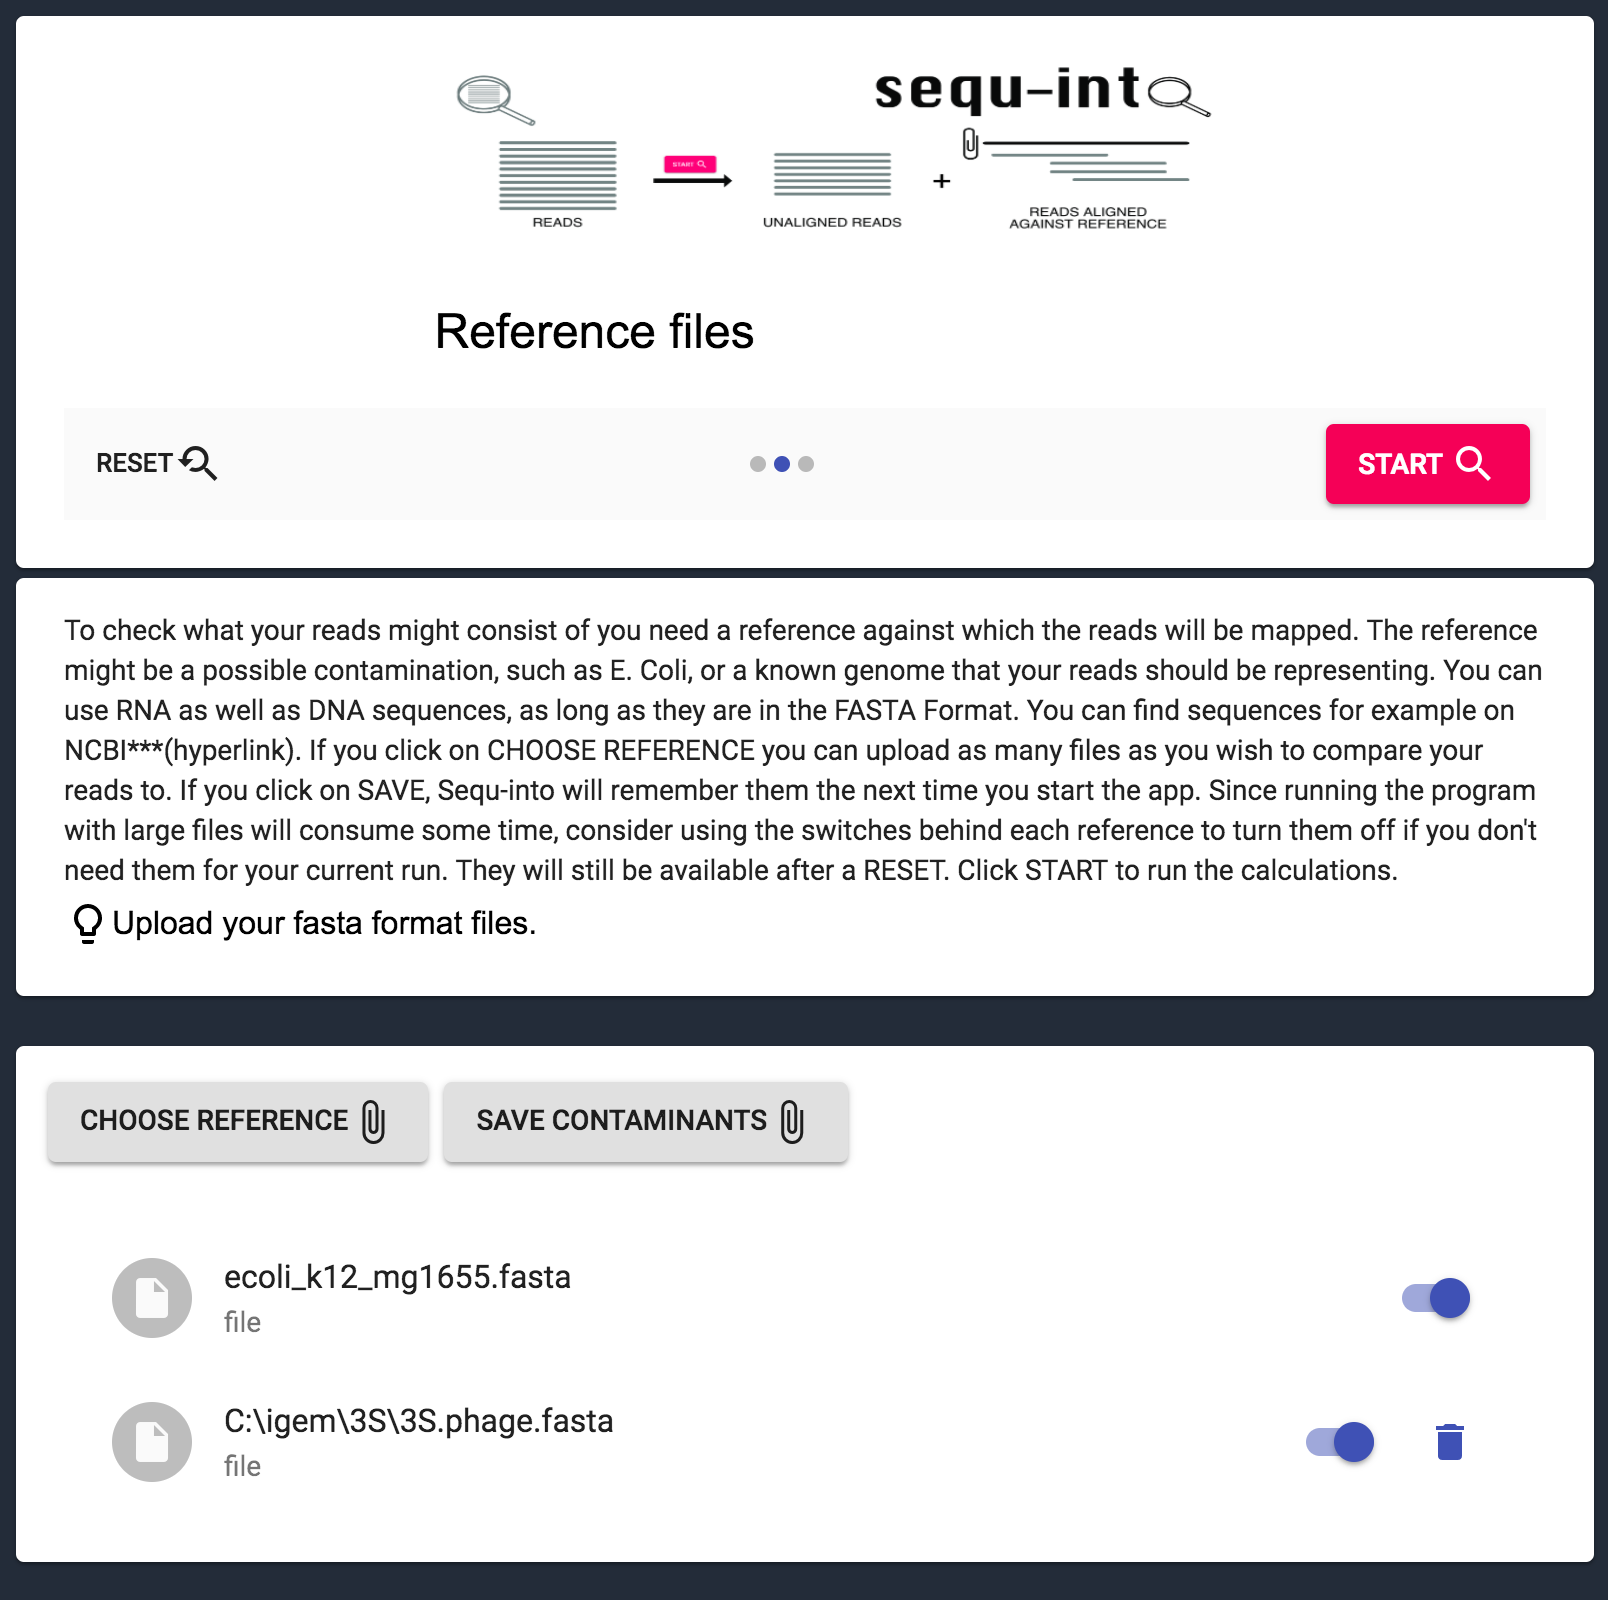 sequ-into
START
READS
UNALIGNED READS
+
READS ALIGNED
AGAINST REFERENCE
Reference files
RESET
START
To check what your reads might consist of you need a reference against which the reads will be mapped. The reference
might be a possible contamination, such as E. Coli, or a known genome that your reads should be representing. You can
use RNA as well as DNA sequences, as long as they are in the FASTA Format. You can find sequences for example on
NCBI***(hyperlink). If you click on CHOOSE REFERENCE you can upload as many files as you wish to compare your
reads to. If you click on SAVE, Sequ-into will remember them the next time you start the app. Since running the program
with large files will consume some time, consider using the switches behind each reference to turn them off if you don't
need them for your current run. They will still be available after a RESET. Click START to run the calculations.
Upload your fasta format files.
CHOOSE REFERENCE
SAVE CONTAMINANTS
ecoli_k12_mg1655.fasta
file
C:\igem\3S\3S.phage.fasta
file